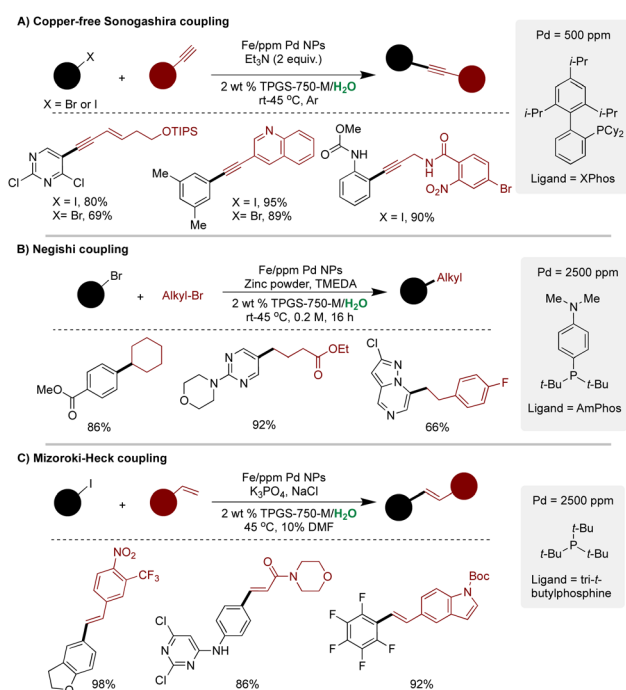 A) Copper-free Sonogashira coupling
X
+
Fe/ppm Pd NPs
Et3N (2 equiv.)
2 wt % TPGS-750-M/H2O
rt-45 °C, Ar
X = Br or I
OTIPS
N
N
Cl
Cl
X = I, 80%
X= Br, 69%
N
Me
Me
X = I, 95%
X= Br, 89%
OMe
O
NH
O
N
H
O2N
Br
X = I, 90%
Pd = 500 ppm
i-Pr
i-Pr
i-Pr
PCy2
Ligand = XPhos
B) Negishi coupling
Br
+
Alkyl-Br
Fe/ppm Pd NPs
Zinc powder, TMEDA
2 wt % TPGS-750-M/H2O
rt-45 °C, 0.2 M, 16 h
Alkyl
MeO
O
86%
OEt
O
N
N
N
O
92%
Cl
N
N
N
F
66%
Pd = 2500 ppm
Me
Me
N
P
t-Bu
t-Bu
Ligand = AmPhos
C) Mizoroki-Heck coupling
I
+
Fe/ppm Pd NPs
K3PO4, NaCl
2 wt % TPGS-750-M/H2O
45 °C, 10% DMF
NO2
CF3
O
98%
O
N
O
Cl
N
N
Cl
NH
86%
Boc
N
F
F
F
F
F
92%
Pd = 2500 ppm
t-Bu
P
t-Bu
t-Bu
Ligand = tri-t-
butylphosphine